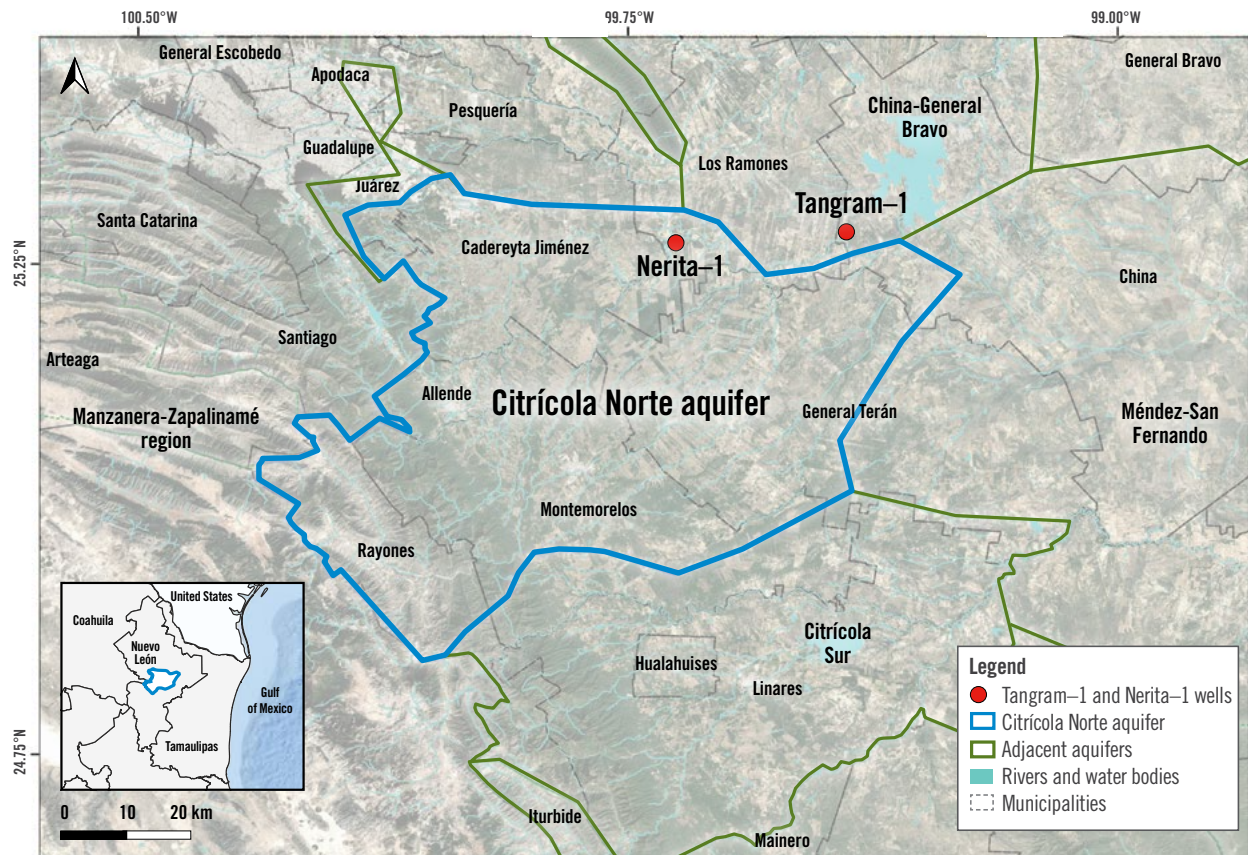 100.50°W
99.75°W
99.00°W
General Escobedo
Apodaca
Pesquería
General Bravo
China-General
Bravo
Guadalupe
Los Ramones
Juárez
Tangram–1
Santa Catarina
Cadereyta Jiménez
25.25°N
Nerita–1
China
Santiago
Arteaga
Allende
Citrícola Norte aquifer
General Terán
Manzanera-Zapalinamé
region
Méndez-San
Fernando
Montemorelos
Rayones
Citrícola
Sur
Hualahuises
Linares
24.75°N
Iturbide
Mainero
United States
Coahuila
Nuevo
León
Gulf
of Mexico
Tamaulipas
0 10 20 km
Legend
Tangram–1 and Nerita–1 wells
Citrícola Norte aquifer
Adjacent aquifers
Rivers and water bodies
Municipalities